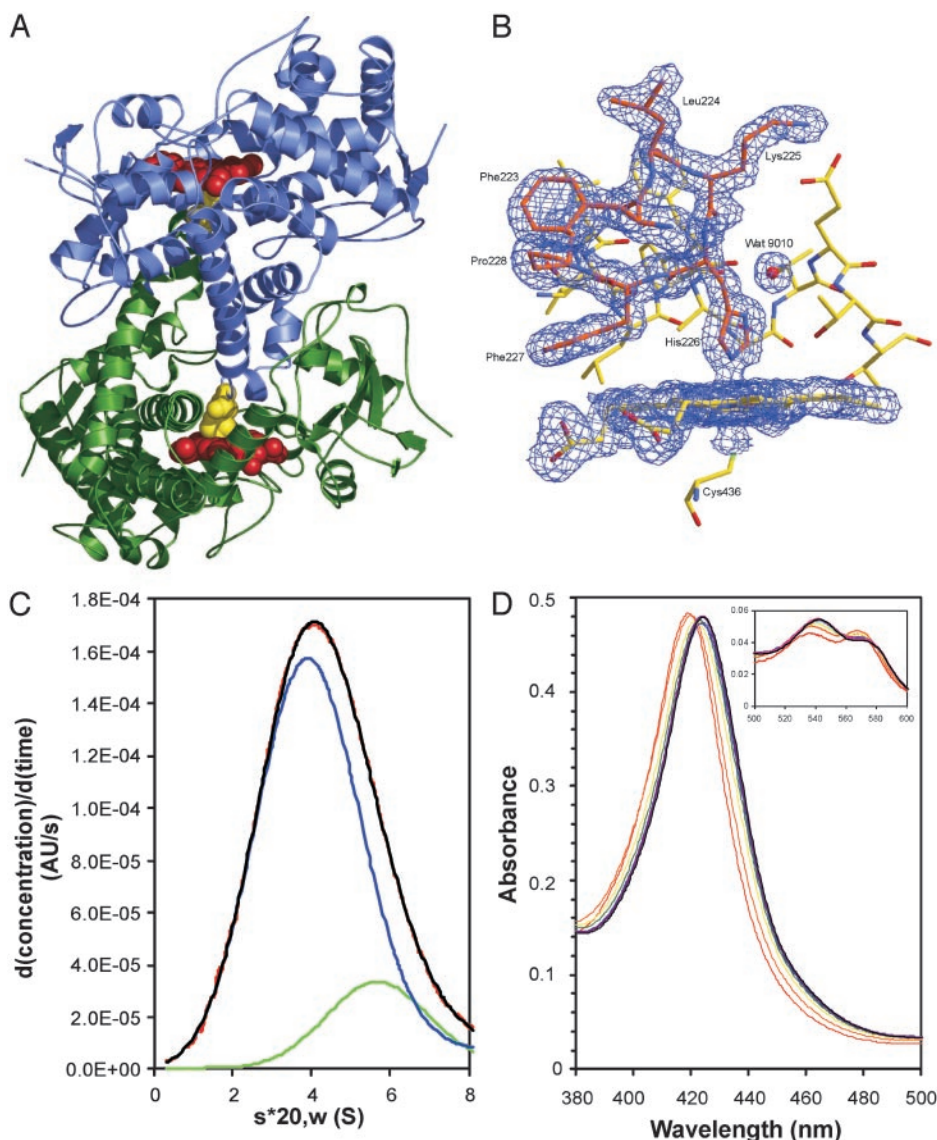 A
B
Leu224
Lys225
Phe223
Wat 9010
Pro228
His226
Phe227
Cys436
C
1.8E-04
1.6E-04
1.4E-04
1.2E-04
1.0E-04
8.0E-05
6.0E-05
4.0E-05
2.0E-05
0.0E+00
d(concentration)/d(time)
(AU/s)
0 2 4 6 8
s*20,w (S)
D
0.5
0.4
0.3
0.2
0.1
0
Absorbance
0.06
0.04
0.02
0
500 520 540 560 580 600
380 400 420 440 460 480 500
Wavelength (nm)